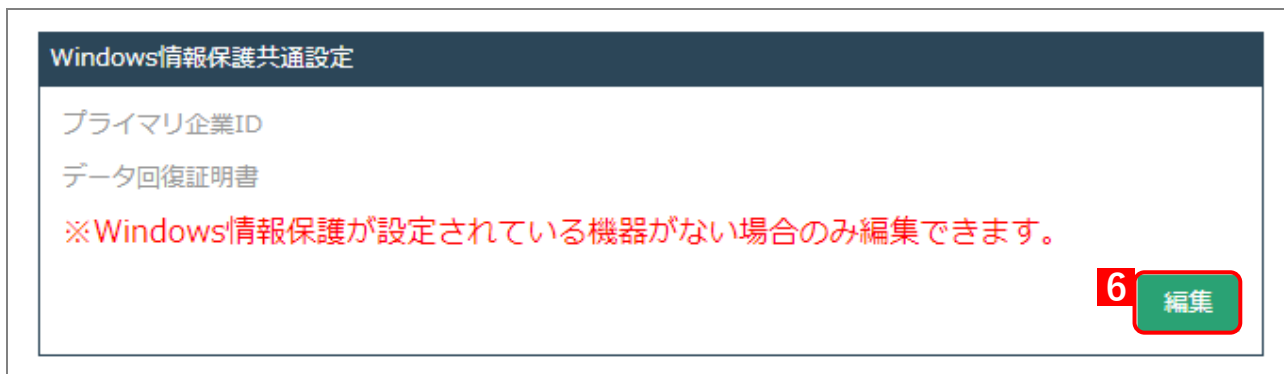 Windows情報保護共通設定
プライマリ企業ID
データ回復証明書
※Windows情報保護が設定されている機器がない場合のみ編集できます。
6 編集